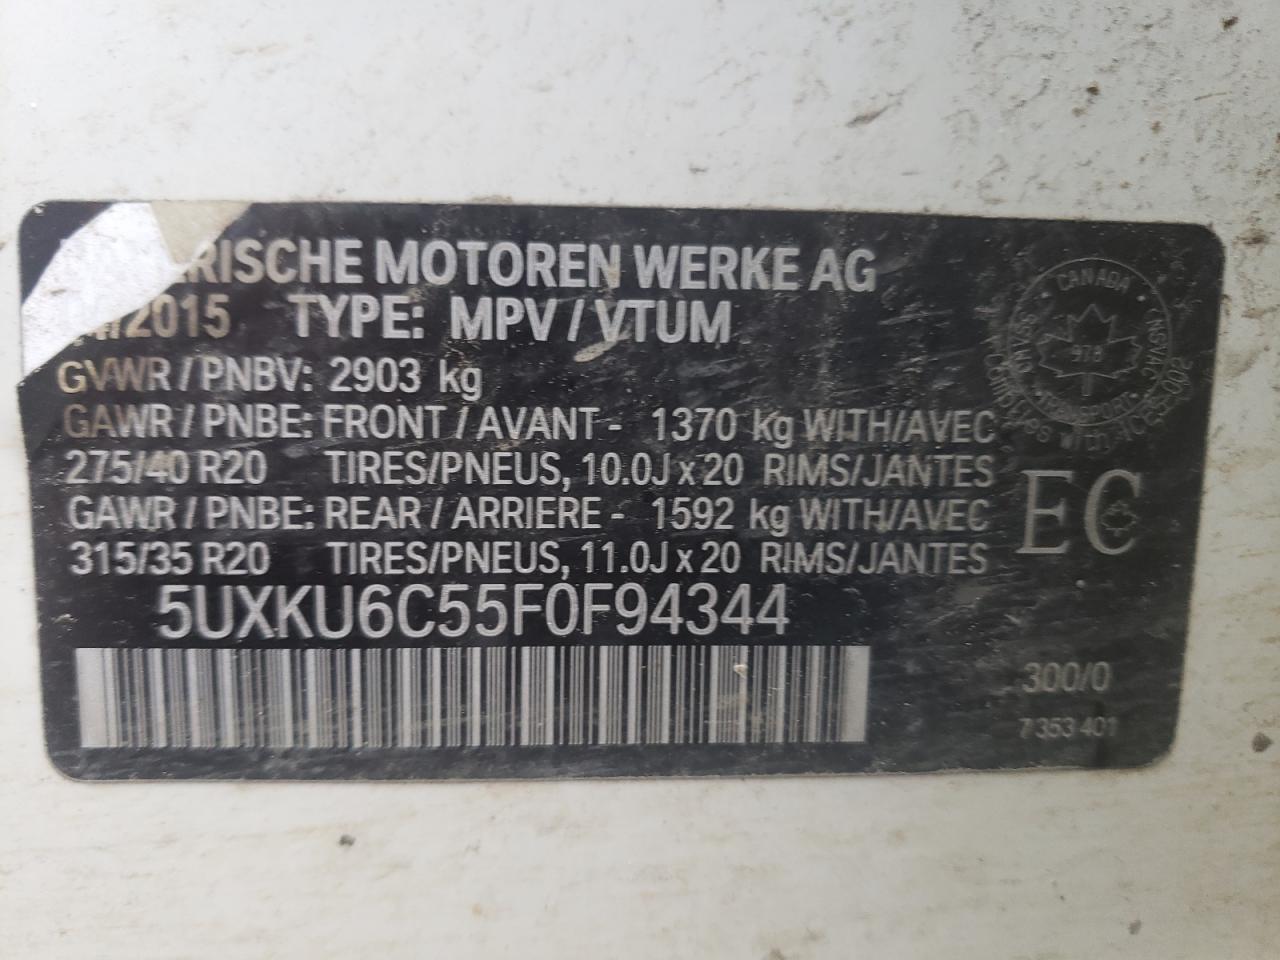 RISCHE MOTOREN WERKE AG
/2015 TYPE: MPV / VTUM
GVWR / PNBV: 2903 kg
GAWR / PNBE: FRONT / AVANT - 1370 kg WITH/AVEC
275/40 R20 TIRES/PNEUS, 10.0J x 20 RIMS/JANTES
GAWR / PNBE: REAR / ARRIERE - 1592 kg WITH/AVEC
315/35 R20 TIRES/PNEUS, 11.0J x 20 RIMS/JANTES
5UXKU6C55F0F94344
CANADA
TRANSPORT
EC
300/0
7 353 401